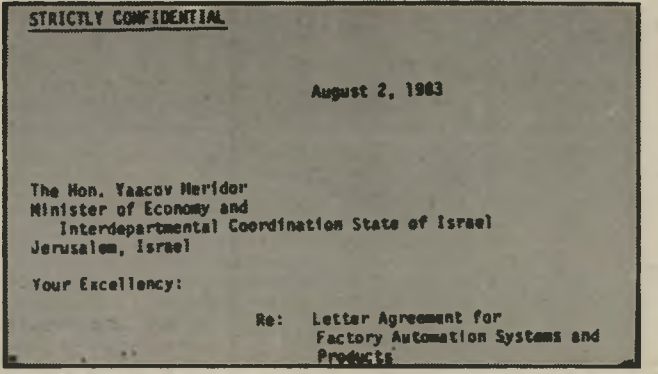 STRICTLY CONFIDENTIAL
August 2, 1983
The Hon. Yaacov Meridor
Minister of Economy and
Interdepartmental Coordination State of Israel
Jerusalem, Israel
Your Excellency:
Re: Letter Agreement for
Factory Automation Systems and
Products